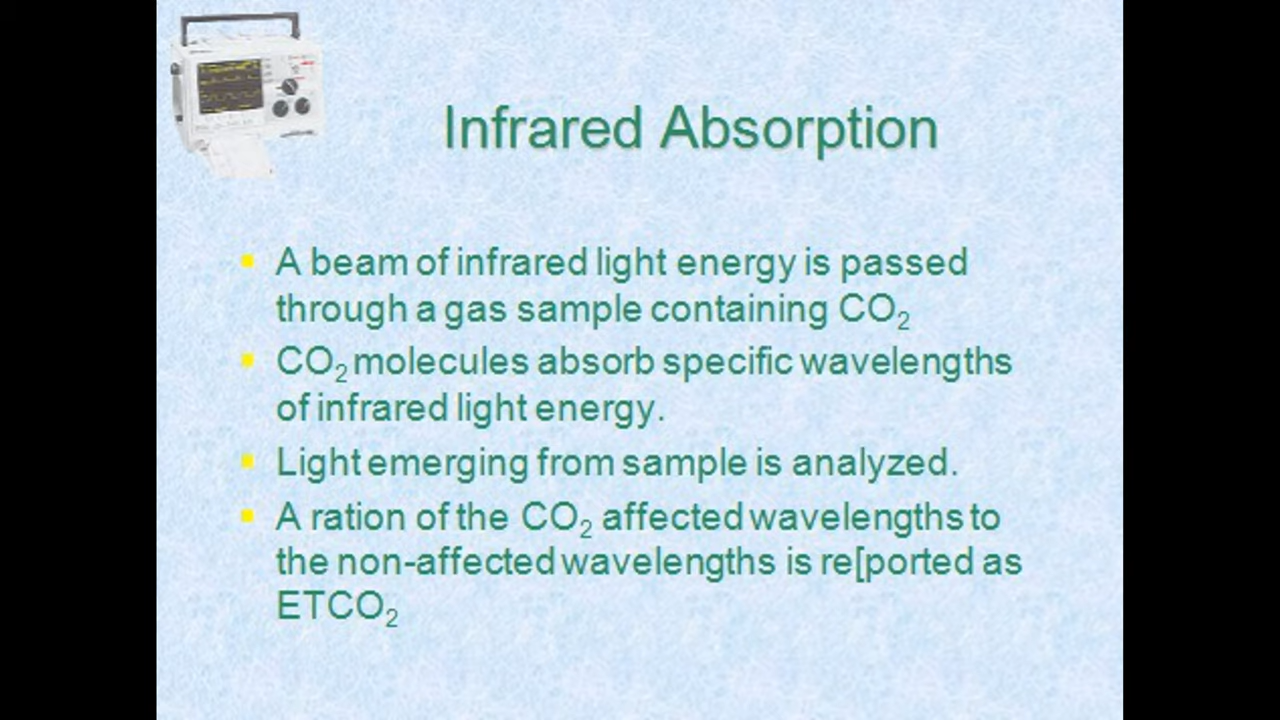 Infrared Absorption
A beam of infrared light energy is passed
through a gas sample containing CO₂
CO₂ molecules absorb specific wavelengths
of infrared light energy.
Light emerging from sample is analyzed.
A ration of the CO₂ affected wavelengths to
the non-affected wavelengths is re[ported as
ETCO₂